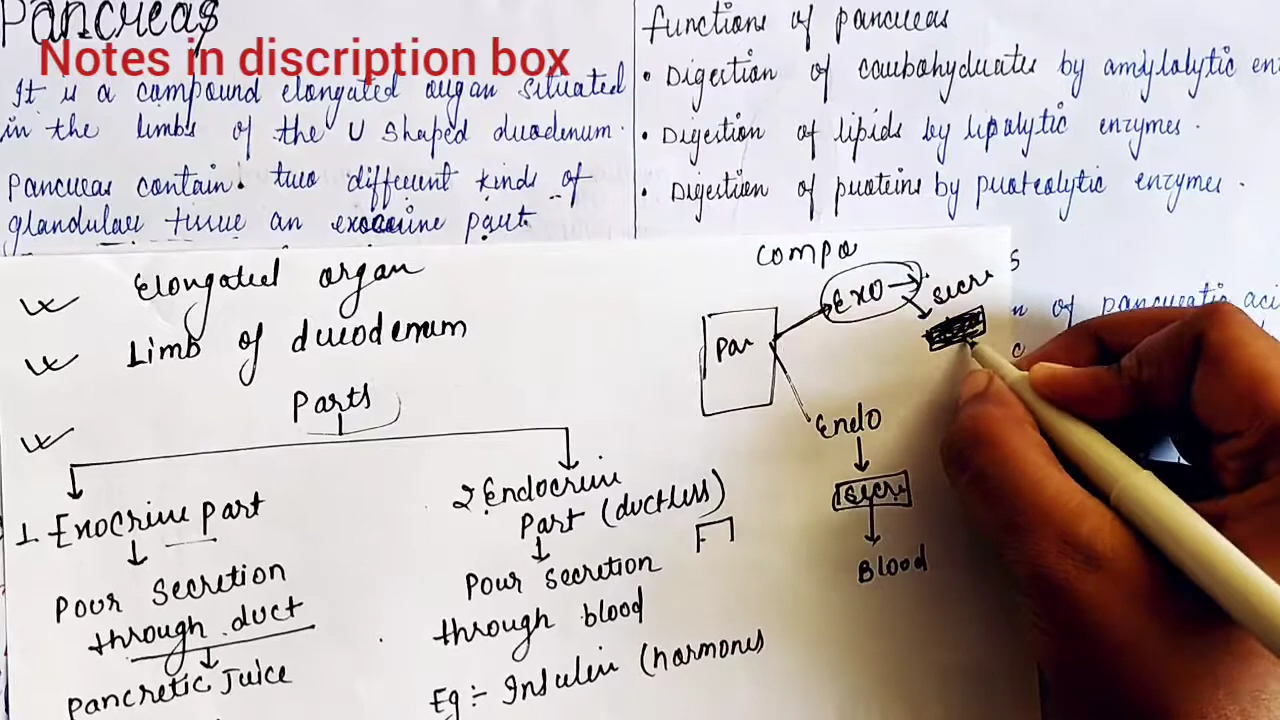 Pancreas
Notes in discription box
It is a compound elongated organ situated
in the limbs of the U shaped duodenum.
Pancreas contain two different kinds of
glandular tissue an exocrine part
functions of pancreas
• Digestion of carbohydrates by amylolytic en
• Digestion of lipids by lipolytic enzymes.
• Digestion of proteins by proteolytic enzymes.
s
n of pancreatic aci
c
Elongated organ
Limb of duodenum
Parts
1. Exocrine part
Pour secretion
through duct
Pancretic Juice
2 Endocrine
Part (ductless)
Pour secretion
through blood
Eg:- Insulin (harmones
Compo
Pan
Exo
secre
Endo
secre
Blood